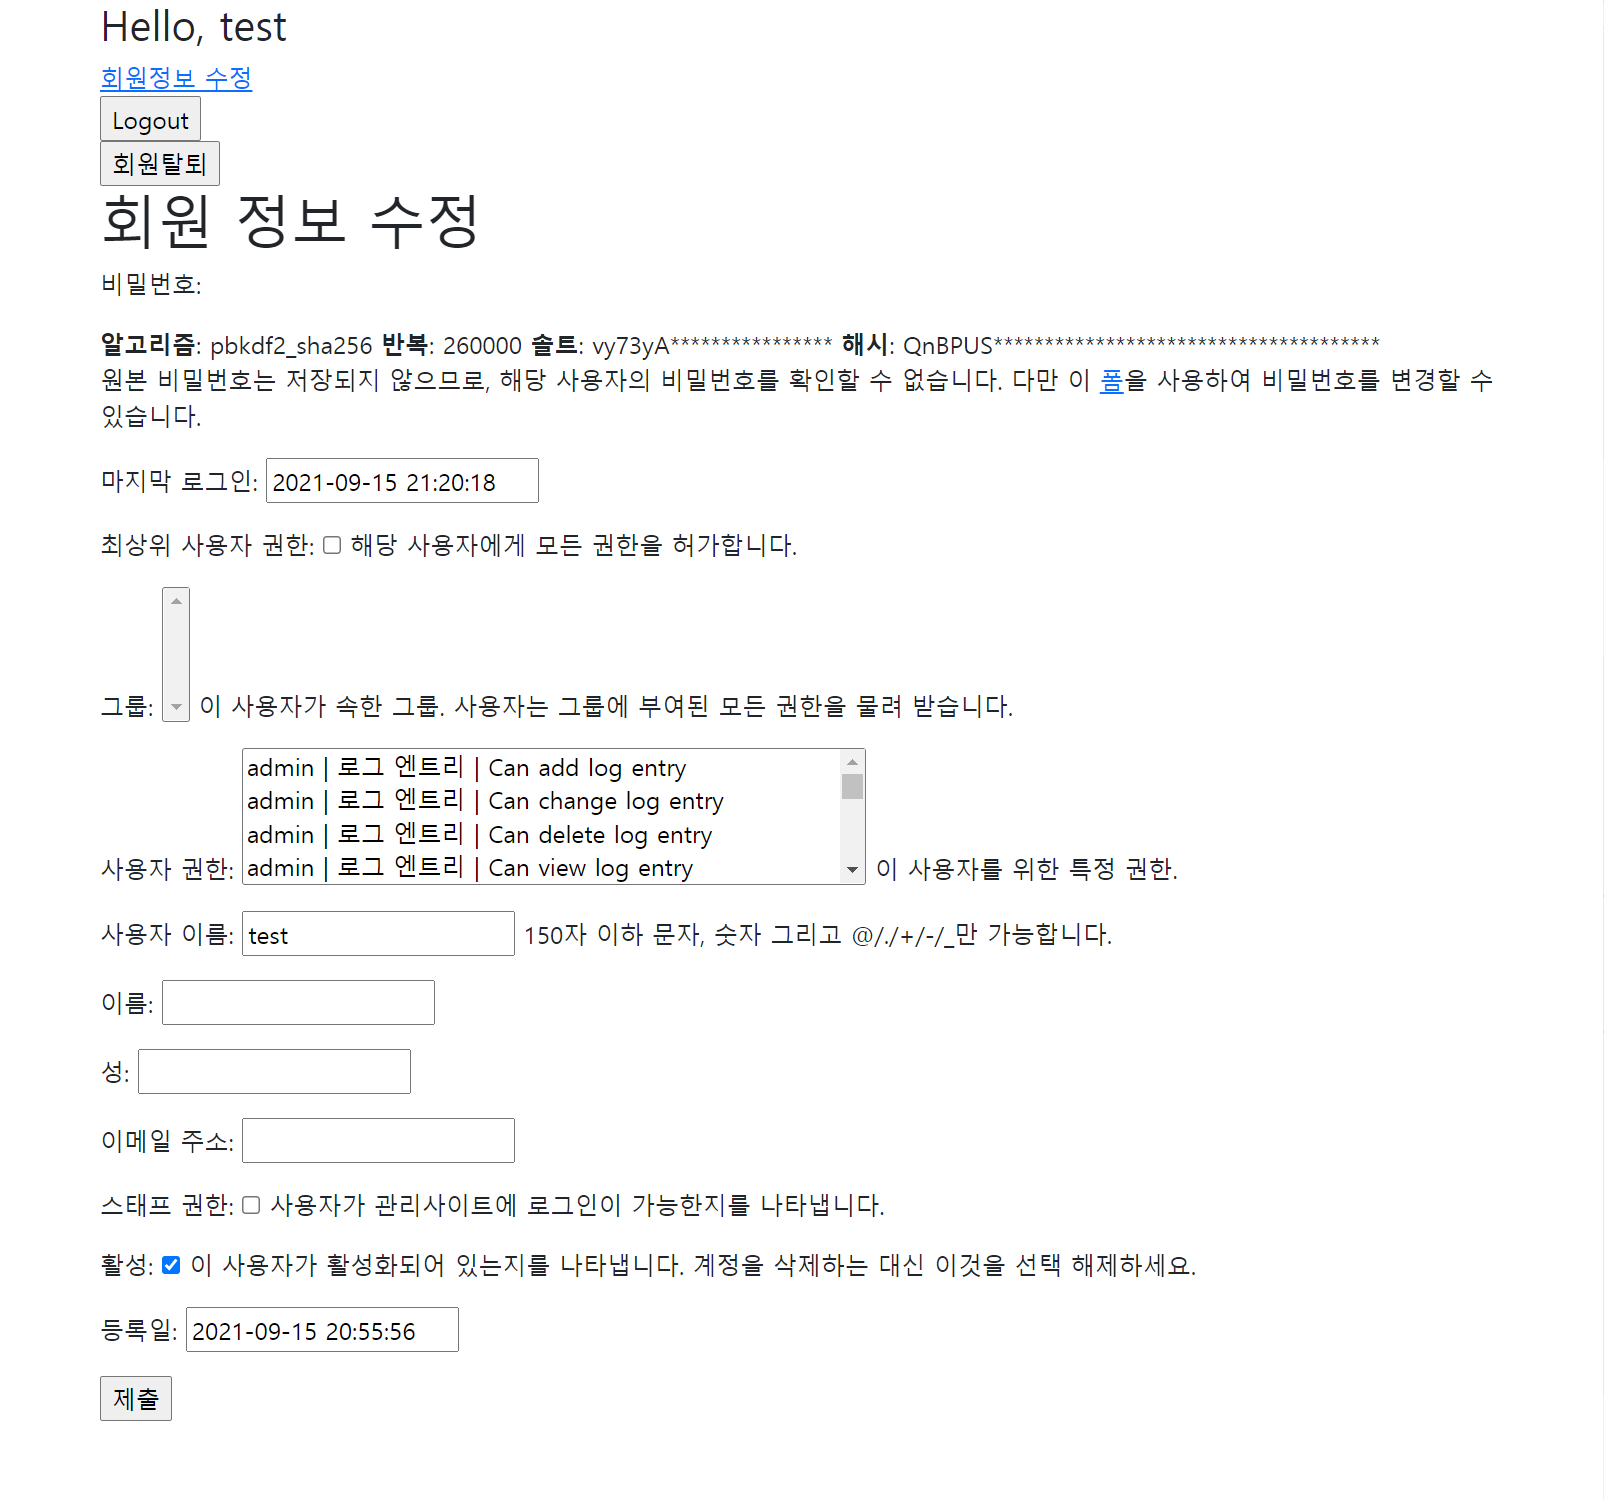 Hello, test
회원정보 수정
Logout
회원탈퇴
회원 정보 수정
비밀번호:
알고리즘: pbkdf2_sha256 반복: 260000 솔트: vy73yA**************** 해시: QnBPUS**************************************
원본 비밀번호는 저장되지 않으므로, 해당 사용자의 비밀번호를 확인할 수 없습니다. 다만 이 폼을 사용하여 비밀번호를 변경할 수
있습니다.
마지막 로그인: 2021-09-15 21:20:18
최상위 사용자 권한: 해당 사용자에게 모든 권한을 허가합니다.
그룹: 이 사용자가 속한 그룹. 사용자는 그룹에 부여된 모든 권한을 물려 받습니다.
admin | 로그 엔트리 | Can add log entry
admin | 로그 엔트리 | Can change log entry
admin | 로그 엔트리 | Can delete log entry
admin | 로그 엔트리 | Can view log entry
사용자 권한: 이 사용자를 위한 특정 권한.
사용자 이름: test 150자 이하 문자, 숫자 그리고 @/./+/-/_만 가능합니다.
이름:
성:
이메일 주소:
스태프 권한: 사용자가 관리사이트에 로그인이 가능한지를 나타냅니다.
활성: 이 사용자가 활성화되어 있는지를 나타냅니다. 계정을 삭제하는 대신 이것을 선택 해제하세요.
등록일: 2021-09-15 20:55:56
제출